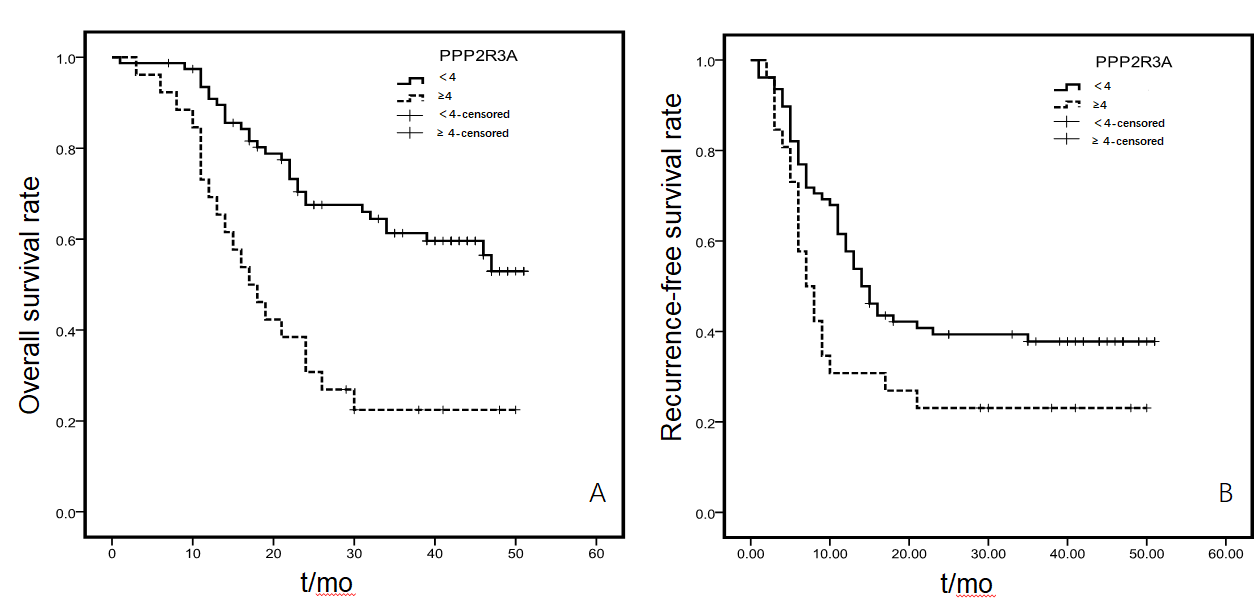 PPP2R3A
<4
≥4
<4-censored
≥ 4-censored
1.0
0.8
0.6
0.4
0.2
0.0
Overall survival rate
0 10 20 30 40 50 60
t/mo
A
PPP2R3A
<4
≥4
<4-censored
≥ 4-censored
1.0
0.8
0.6
0.4
0.2
0.0
Recurrence-free survival rate
0.00 10.00 20.00 30.00 40.00 50.00 60.00
t/mo
B